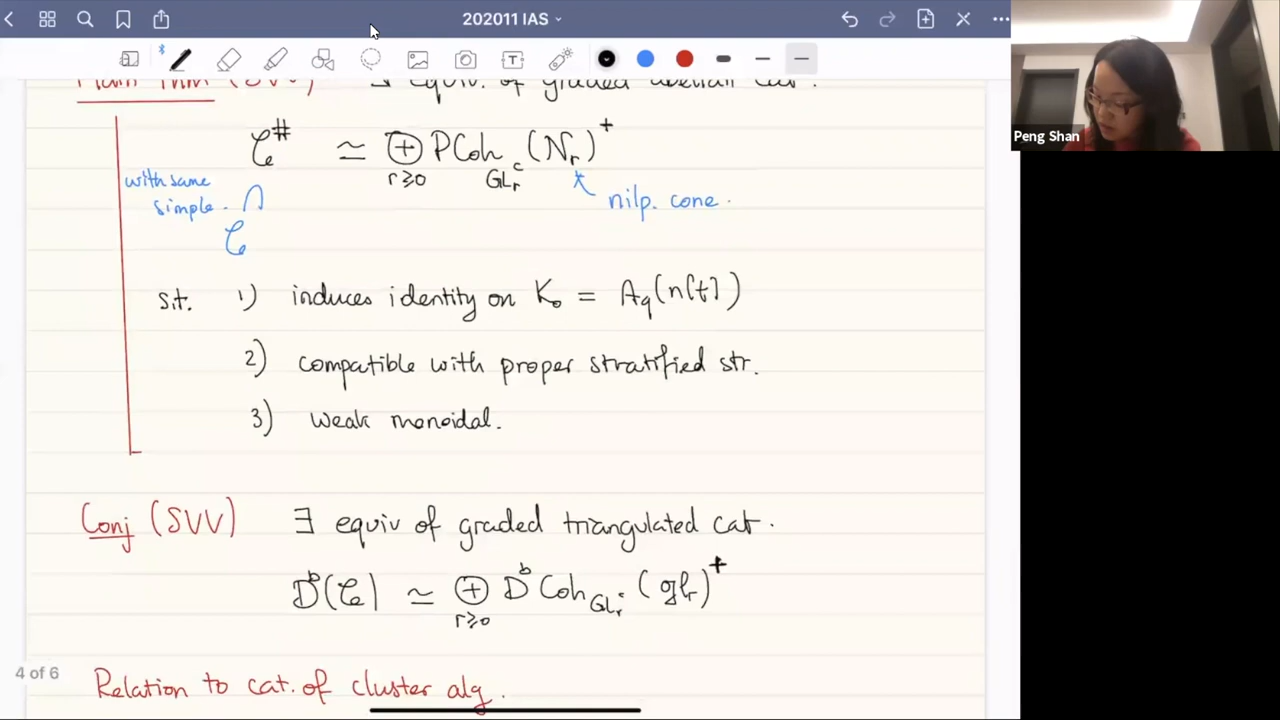 202011 IAS
Peng Shan
Main Thm (SVV) ∃ equiv. of graded abelian cat.
𝒞^# ≃ ⊕_{r≥0} PCoh_{GL_r^c} (N_r)^+
with same
simple. ∩
𝒞
nilp. cone.
s.t. 1) induces identity on K_0 = A_q(n[t])
2) compatible with proper stratified str.
3) weak monoidal.
Conj (SVV) ∃ equiv of graded triangulated cat.
D^b(𝒞) ≃ ⊕_{r≥0} D^b Coh_{GL_r^c} (gl_r)^+
4 of 6
Relation to cat. of cluster alg.